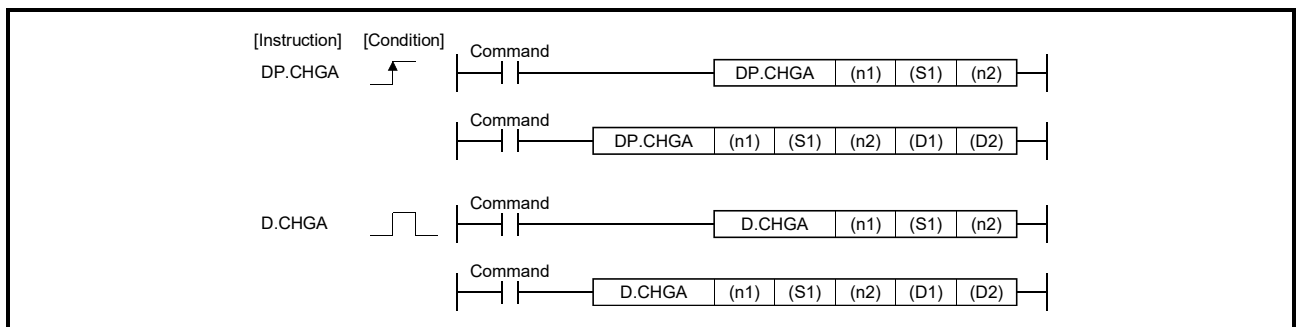 [Instruction] [Condition]
Command
DP.CHGA DP.CHGA (n1) (S1) (n2)
Command
DP.CHGA (n1) (S1) (n2) (D1) (D2)
Command
D.CHGA D.CHGA (n1) (S1) (n2)
Command
D.CHGA (n1) (S1) (n2) (D1) (D2)